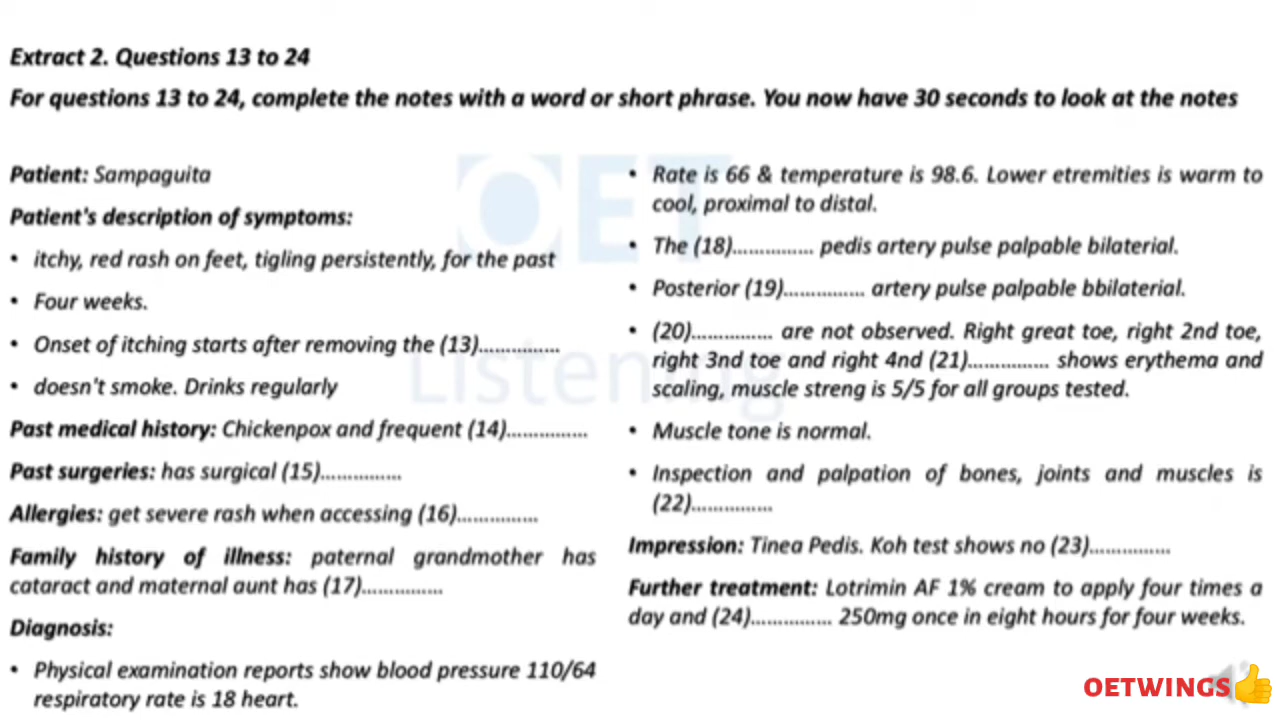 Extract 2. Questions 13 to 24
For questions 13 to 24, complete the notes with a word or short phrase. You now have 30 seconds to look at the notes
Patient: Sampaguita
Patient's description of symptoms:
• itchy, red rash on feet, tigling persistently, for the past
• Four weeks.
• Onset of itching starts after removing the (13)...............
• doesn't smoke. Drinks regularly
Past medical history: Chickenpox and frequent (14)...............
Past surgeries: has surgical (15)...............
Allergies: get severe rash when accessing (16)...............
Family history of illness: paternal grandmother has
cataract and maternal aunt has (17)...............
Diagnosis:
• Physical examination reports show blood pressure 110/64
respiratory rate is 18 heart.
• Rate is 66 & temperature is 98.6. Lower etremities is warm to
cool, proximal to distal.
• The (18)............... pedis artery pulse palpable bilaterial.
• Posterior (19)............... artery pulse palpable bbilaterial.
• (20)............... are not observed. Right great toe, right 2nd toe,
right 3nd toe and right 4nd (21)............... shows erythema and
scaling, muscle streng is 5/5 for all groups tested.
• Muscle tone is normal.
• Inspection and palpation of bones, joints and muscles is
(22)...............
Impression: Tinea Pedis. Koh test shows no (23)...............
Further treatment: Lotrimin AF 1% cream to apply four times a
day and (24)............... 250mg once in eight hours for four weeks.
OET
Listening
OETWINGS